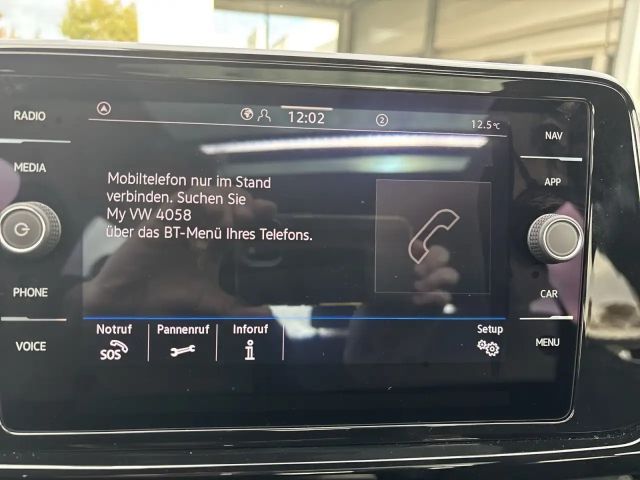 RADIO
MEDIA
PHONE
VOICE
12:02
2
12.5°C
Mobiltelefon nur im Stand
verbinden. Suchen Sie
My VW 4058
über das BT-Menü Ihres Telefons.
Notruf
SOS
Pannenruf
Inforuf
i
Setup
NAV
APP
CAR
MENU